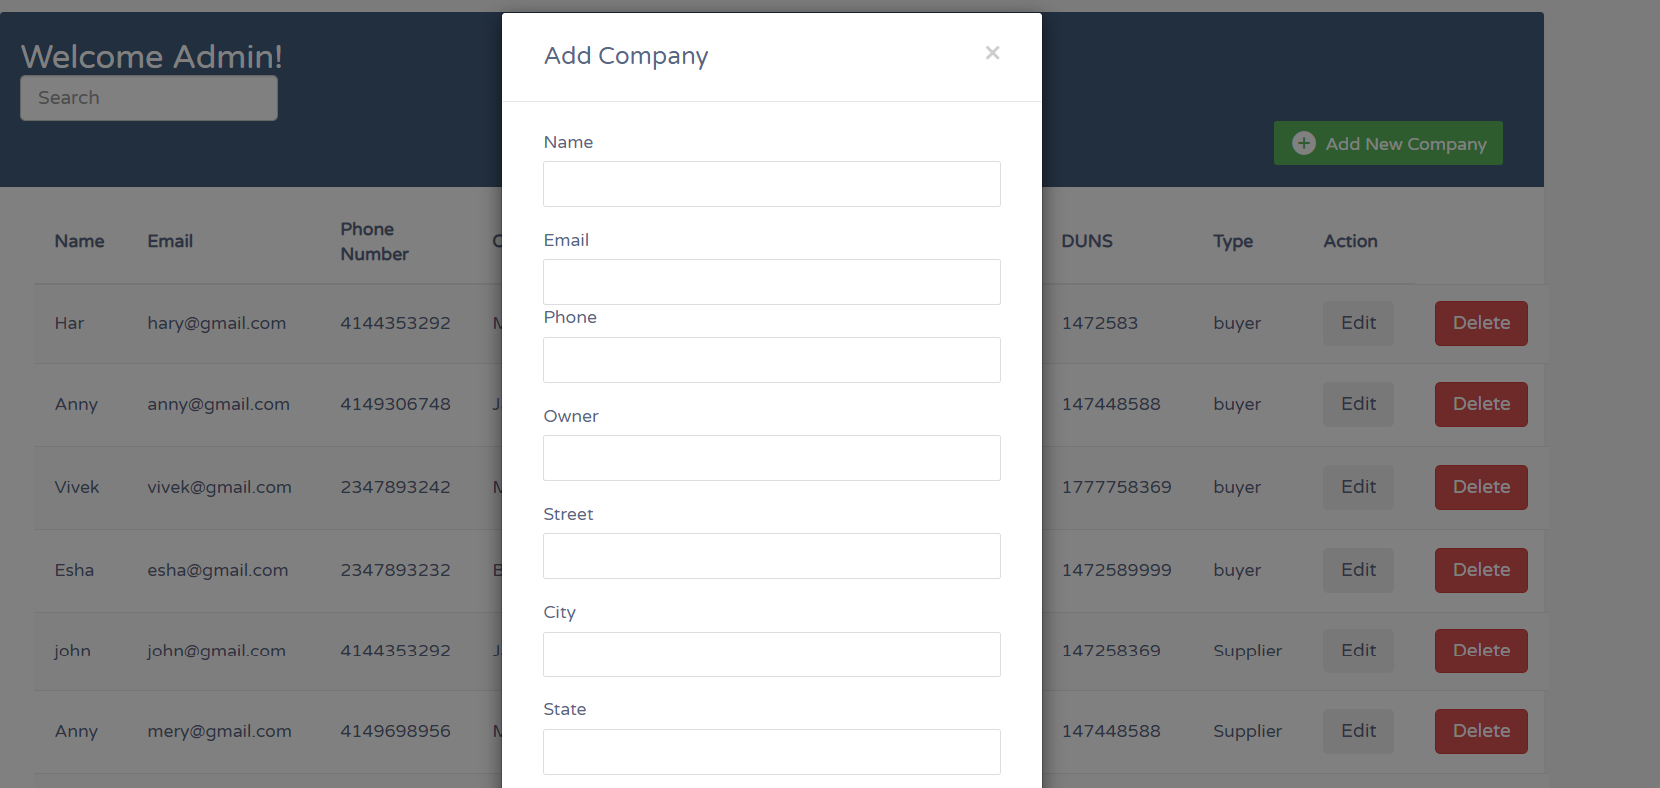 Welcome Admin!
Search
Add New Company
Add Company
×
Name
Email
Phone
Owner
Street
City
State
Name Email Phone Number DUNS Type Action
Har hary@gmail.com 4144353292 1472583 buyer Edit Delete
Anny anny@gmail.com 4149306748 147448588 buyer Edit Delete
Vivek vivek@gmail.com 2347893242 1777758369 buyer Edit Delete
Esha esha@gmail.com 2347893232 1472589999 buyer Edit Delete
john john@gmail.com 4144353292 147258369 Supplier Edit Delete
Anny mery@gmail.com 4149698956 147448588 Supplier Edit Delete